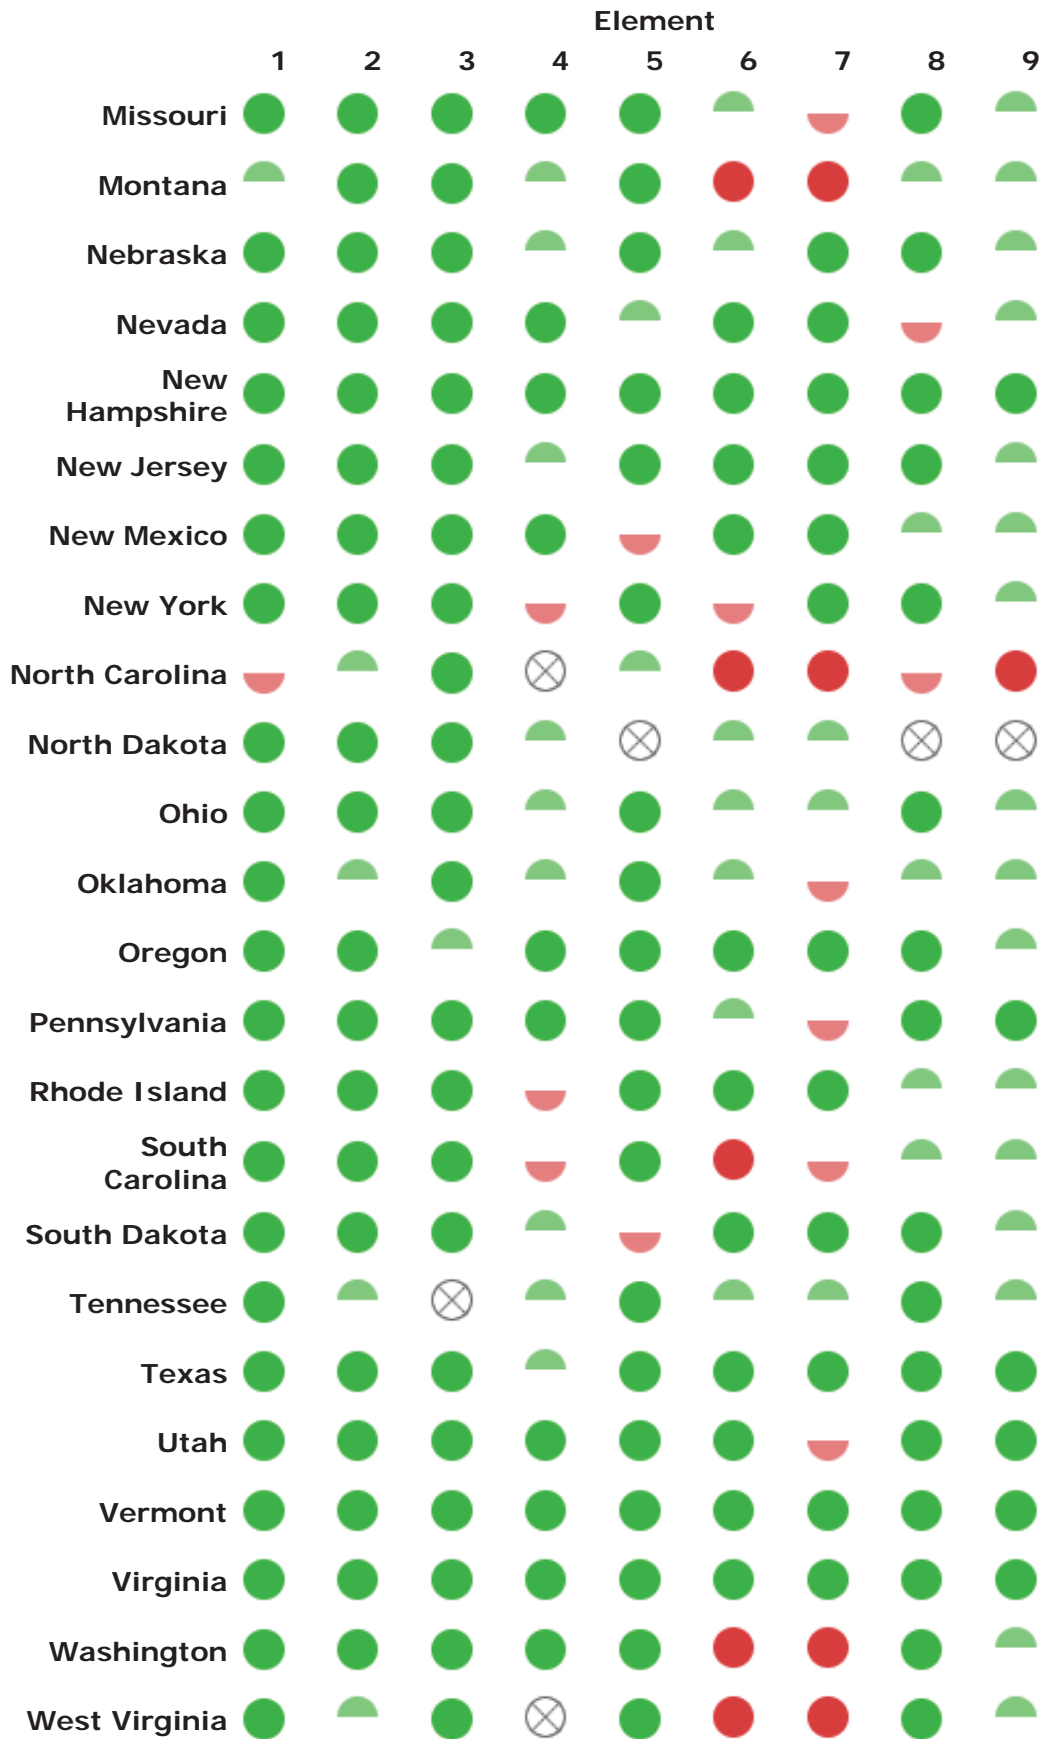 Element
1 2 3 4 5 6 7 8 9
Missouri
Montana
Nebraska
Nevada
New
Hampshire
New Jersey
New Mexico
New York
North Carolina
North Dakota
Ohio
Oklahoma
Oregon
Pennsylvania
Rhode Island
South
Carolina
South Dakota
Tennessee
Texas
Utah
Vermont
Virginia
Washington
West Virginia